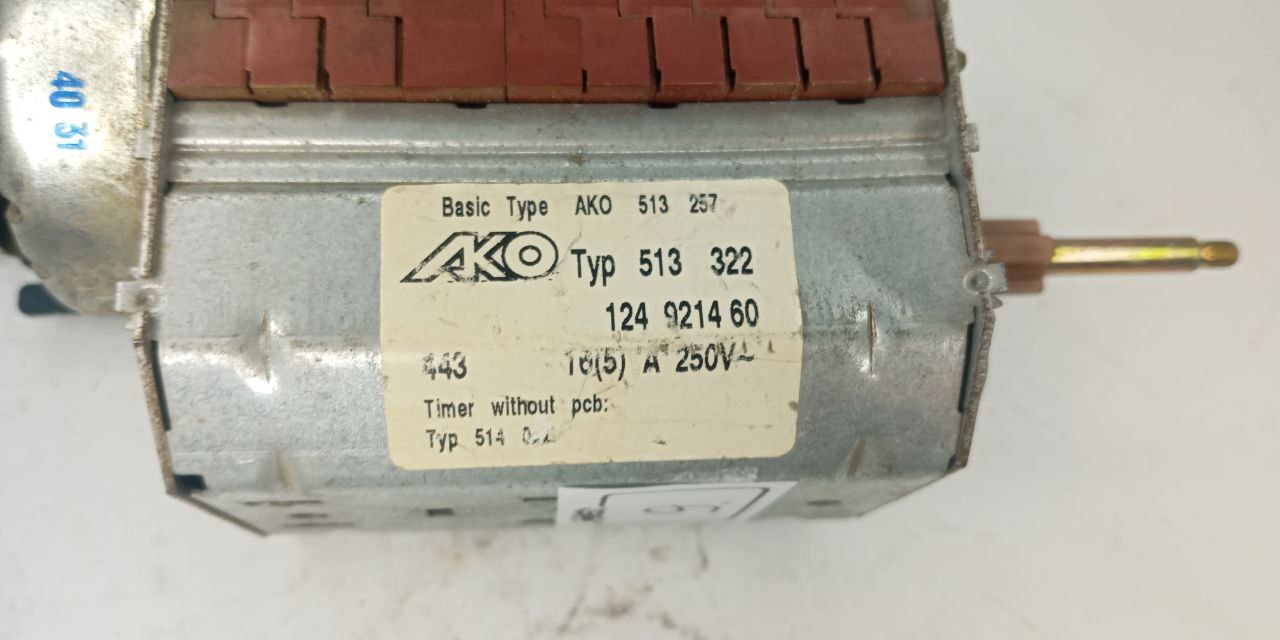 40 31
Basic Type AKO 513 257
AKO Typ 513 322
124 9214 60
443 16(5) A 250V~
Timer without pcb:
Typ 514